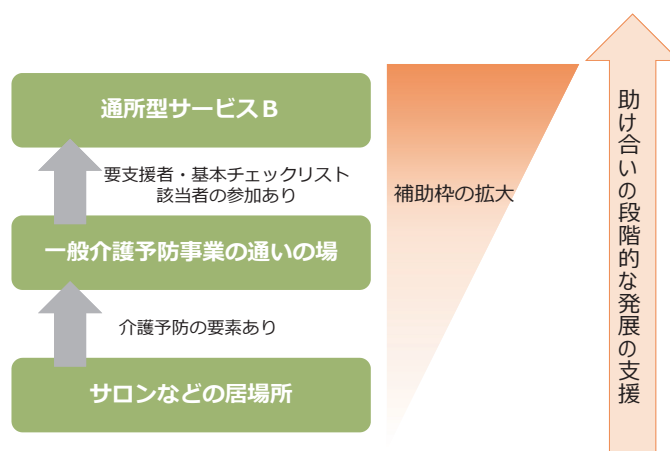 通所型サービスB
要支援者・基本チェックリスト
該当者の参加あり
一般介護予防事業の通いの場
介護予防の要素あり
サロンなどの居場所
補助枠の拡大
助け合いの段階的な発展の支援